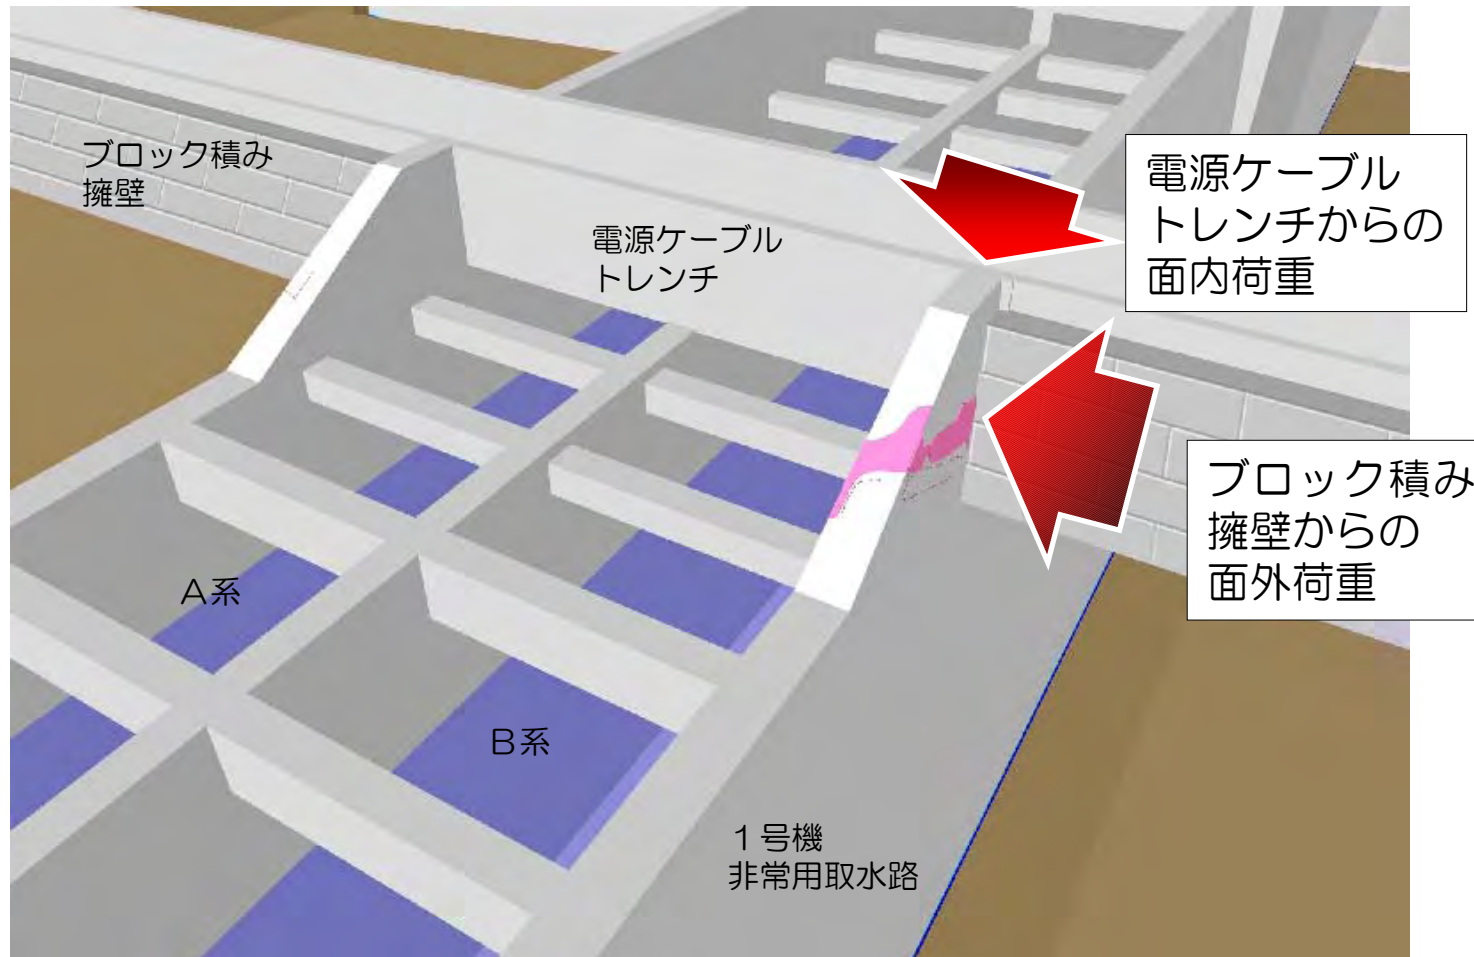 ブロック積み
擁壁
電源ケーブル
トレンチ
電源ケーブル
トレンチからの
面内荷重
ブロック積み
擁壁からの
面外荷重
A系
B系
１号機
非常用取水路